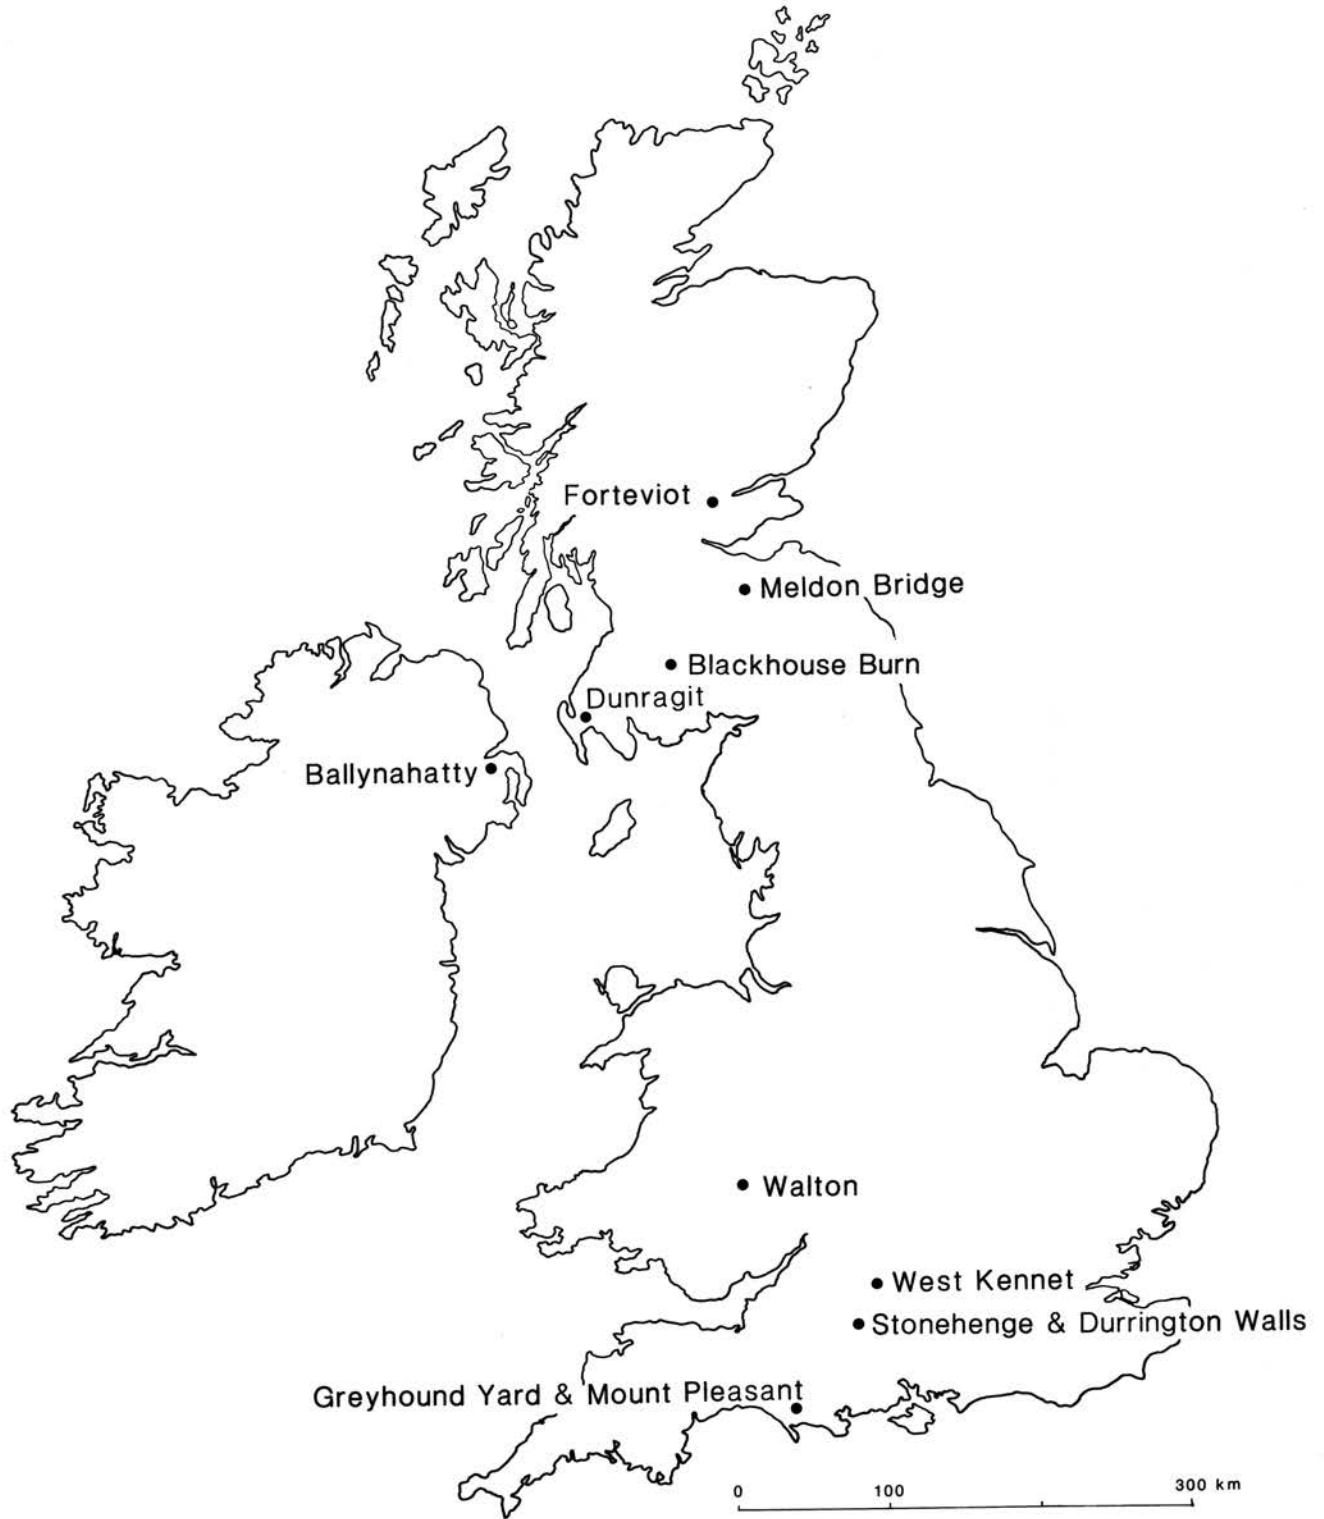 Forteviot
Meldon Bridge
Blackhouse Burn
Dunragit
Ballynahatty
Walton
West Kennet
Stonehenge & Durrington Walls
Greyhound Yard & Mount Pleasant
0 100 300 km